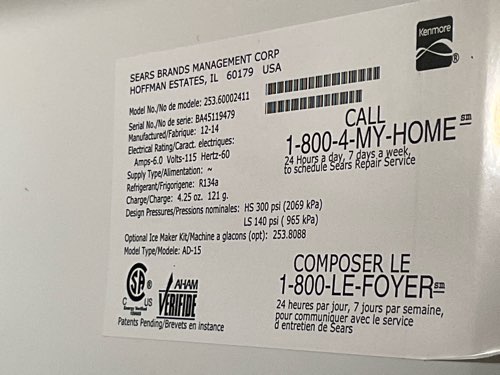 Kenmore
®
SEARS BRANDS MANAGEMENT CORP
HOFFMAN ESTATES, IL 60179 USA
Model No./No de modele: 253.60002411
Serial No./No de serie: BA45119479
Manufactured/Fabrique: 12-14
Electrical Rating/Caract. electriques:
Amps-6.0 Volts-115 Hertz-60
Supply Type/Alimentation: ~
Refrigerant/Frigorigene: R134a
Charge/Charge: 4.25 oz. 121 g.
Design Pressures/Pressions nominales: HS 300 psi (2069 kPa)
LS 140 psi ( 965 kPa)
Optional Ice Maker Kit/Machine a glacons (opt): 253.8088
Model Type/Modele: AD-15
CALL
1-800-4-MY-HOME℠
24 Hours a day, 7 days a week,
to schedule Sears Repair Service
COMPOSER LE
1-800-LE-FOYER℠
24 heures par jour, 7 jours par semaine,
pour communiquer avec le service
d entretien de Sears
C SA US
Energy Verified
AHAM
VERIFIDE
Patents Pending/Brevets en instance